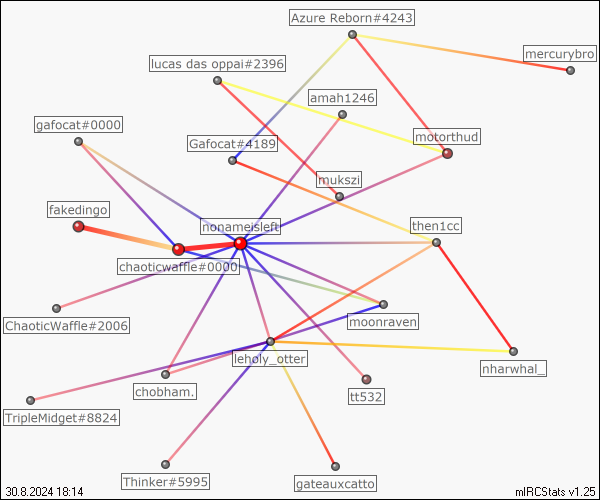 Azure Reborn#4243
mercurybro
lucas das oppai#2396
amah1246
gafocat#0000
motorthud
Gafocat#4189
mukszi
fakedingo
nonameisleft
then1cc
chaoticwaffle#0000
ChaoticWaffle#2006
moonraven
leholy_otter
nharwhal_
chobham.
tt532
TripleMidget#8824
Thinker#5995
gateauxcatto
30.8.2024 18:14
mIRCStats v1.25